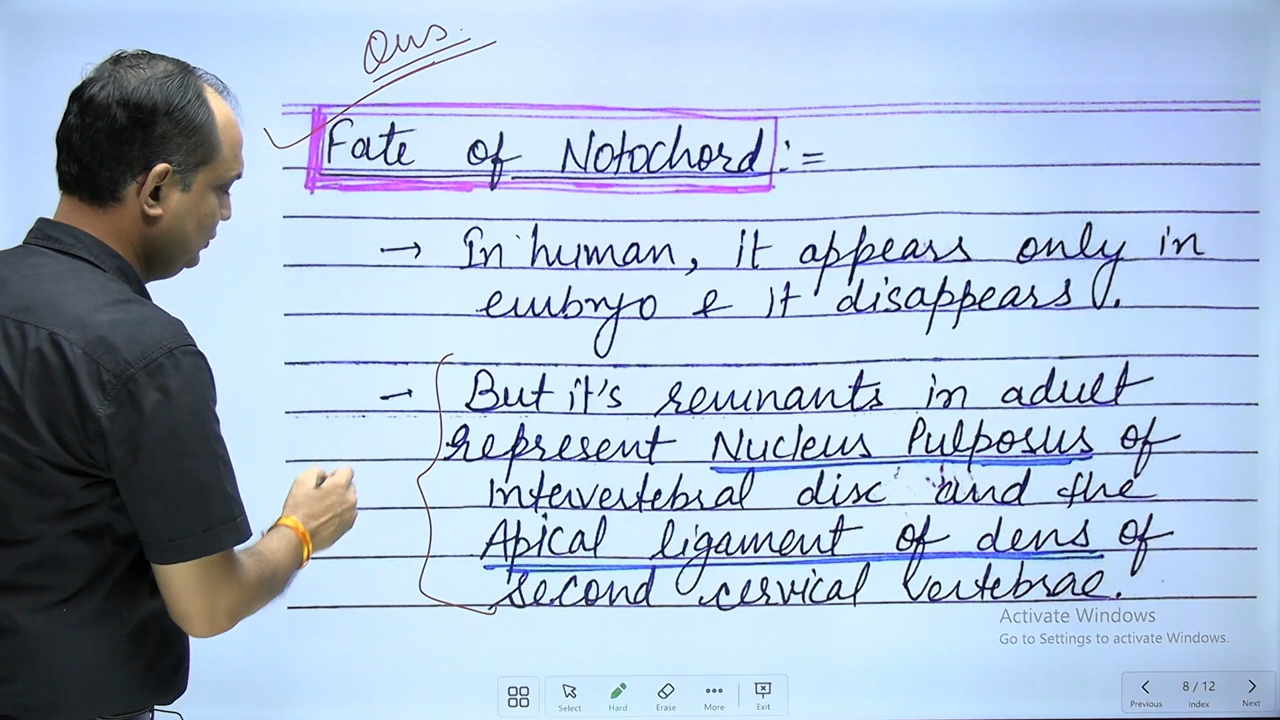 Ques.
Fate of Notochord :=
→ In human, it appears only in
embryo & it disappears.
→ But it's remnants in adult
represent Nucleus Pulposus of
intervertebral disc and the
Apical ligament of dens of
second cervical vertebrae.
Activate Windows
Go to Settings to activate Windows.
Select Hard Erase More Exit
Previous 8 / 12 Index Next